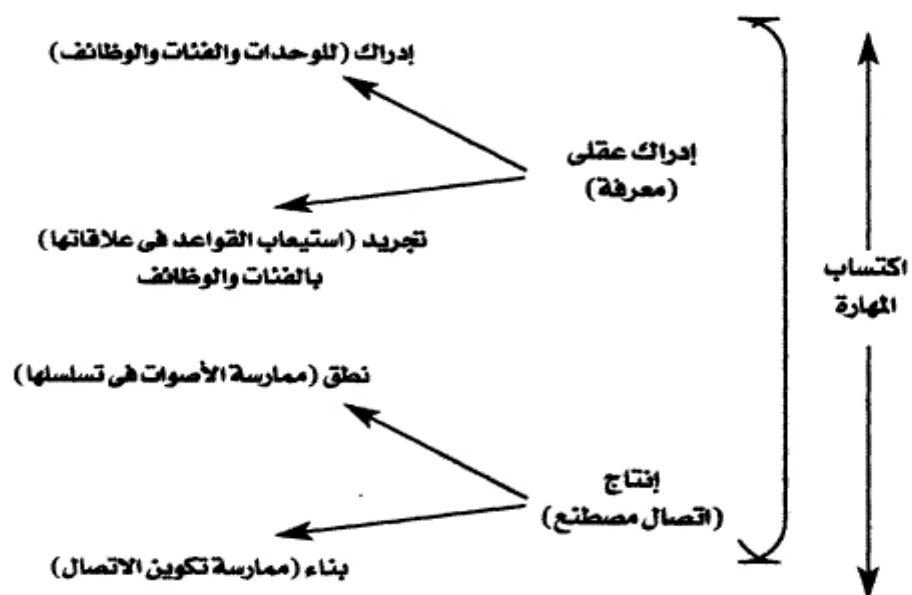 إدراك (للوحدات والفئات والوظائف)
إدراك عقلى
(معرفة)
تجريد (استيعاب القواعد فى علاقاتها)
بالفئات والوظائف
اكتساب
المهارة
نطق (ممارسة الأصوات فى تسلسلها)
إنتاج
(اتصال مصطنع)
بناء (ممارسة تكوين الاتصال)